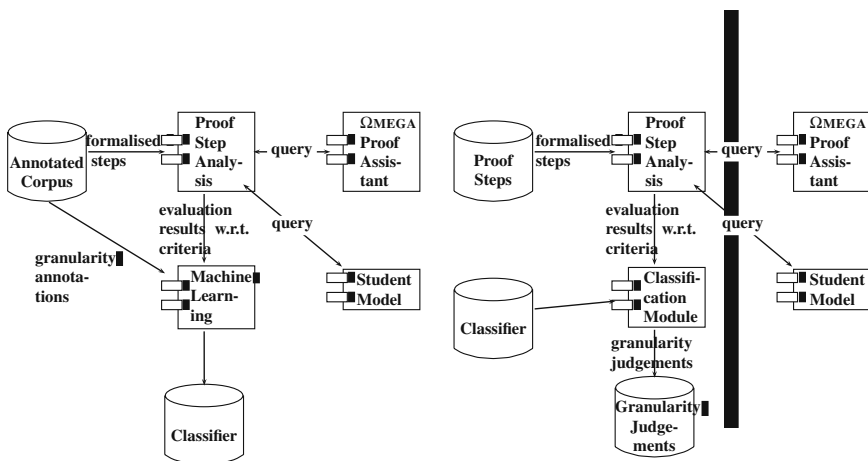 Annotated
Corpus
formalised
steps
Proof
Step
Analy-
sis
query
ΩMEGA
Proof
Assis-
tant
evaluation
results w.r.t.
criteria
query
granularity
annota-
tions
Machine
Learn-
ing
Student
Model
Classifier
Proof
Steps
formalised
steps
Proof
Step
Analy-
sis
query
ΩMEGA
Proof
Assis-
tant
evaluation
results w.r.t.
criteria
query
Classifier
Classifi-
cation
Module
Student
Model
granularity
judgements
Granularity
Judge-
ments